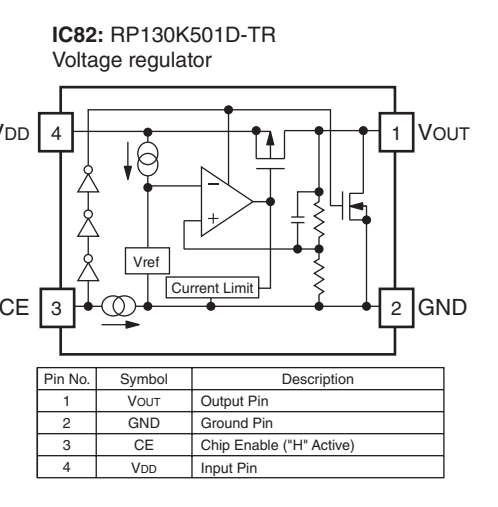 IC82: RP130K501D-TR
Voltage regulator
VDD 4 1 VOUT
Vref
Current Limit
CE 3 2 GND
Pin No. Symbol Description
1 VOUT Output Pin
2 GND Ground Pin
3 CE Chip Enable ("H" Active)
4 VDD Input Pin